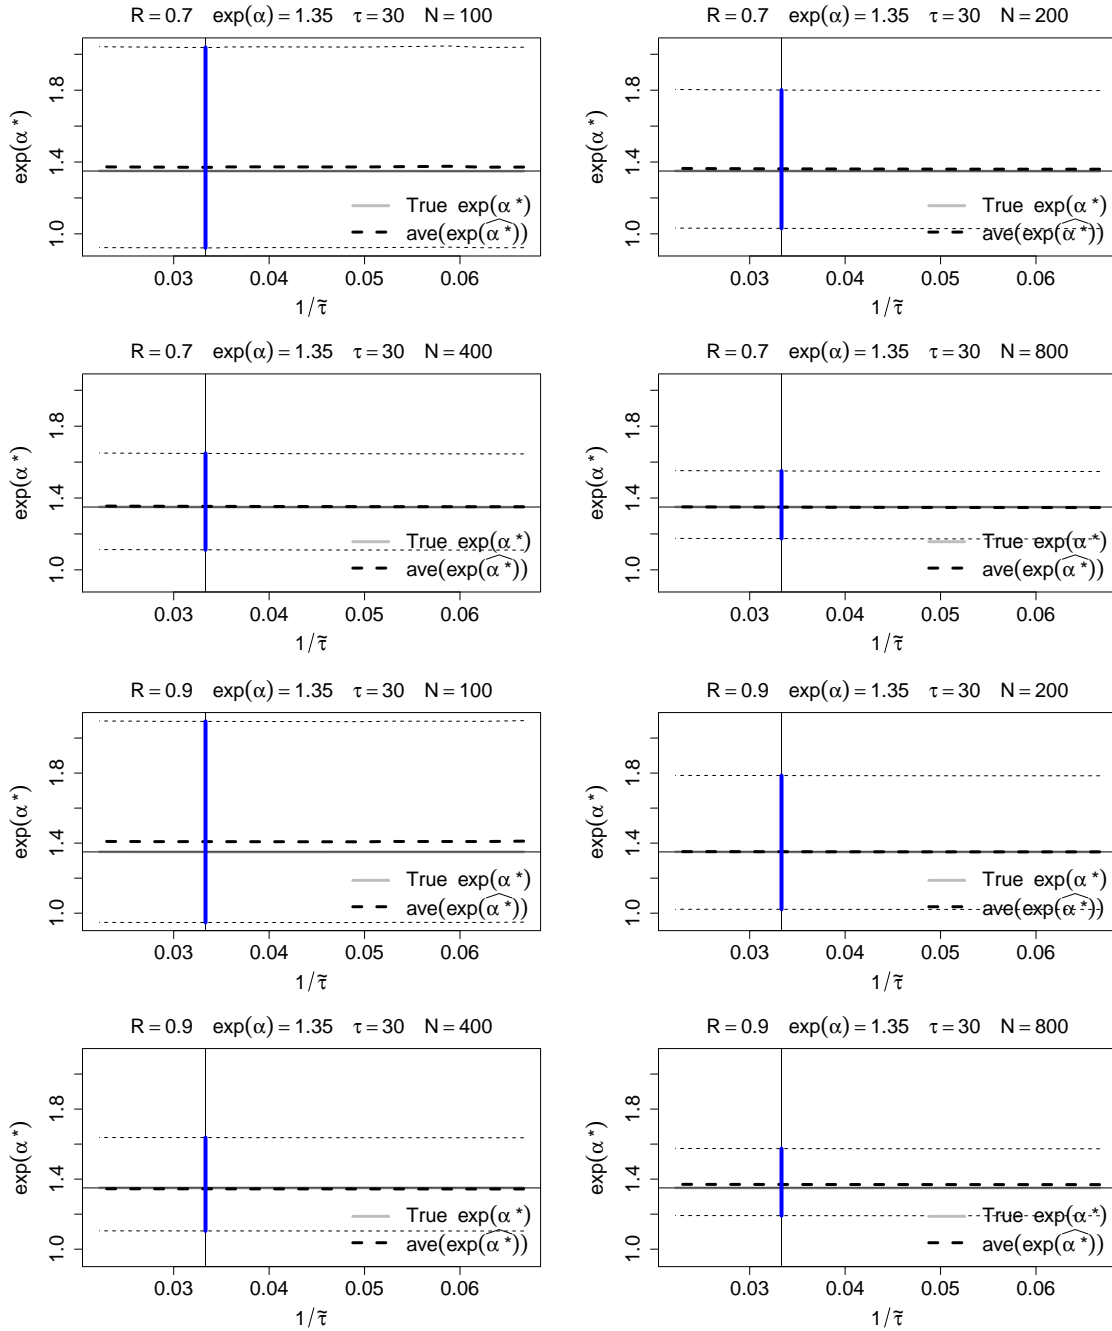 R = 0.7 exp(α) = 1.35 τ = 30 N = 100
exp(α*)
1.0 1.4 1.8
True exp(α*)
ave(exp(α̂*))
0.03 0.04 0.05 0.06
1/τ̃
R = 0.7 exp(α) = 1.35 τ = 30 N = 200
exp(α*)
1.0 1.4 1.8
True exp(α*)
ave(exp(α̂*))
0.03 0.04 0.05 0.06
1/τ̃
R = 0.7 exp(α) = 1.35 τ = 30 N = 400
exp(α*)
1.0 1.4 1.8
True exp(α*)
ave(exp(α̂*))
0.03 0.04 0.05 0.06
1/τ̃
R = 0.7 exp(α) = 1.35 τ = 30 N = 800
exp(α*)
1.0 1.4 1.8
True exp(α*)
ave(exp(α̂*))
0.03 0.04 0.05 0.06
1/τ̃
R = 0.9 exp(α) = 1.35 τ = 30 N = 100
exp(α*)
1.0 1.4 1.8
True exp(α*)
ave(exp(α̂*))
0.03 0.04 0.05 0.06
1/τ̃
R = 0.9 exp(α) = 1.35 τ = 30 N = 200
exp(α*)
1.0 1.4 1.8
True exp(α*)
ave(exp(α̂*))
0.03 0.04 0.05 0.06
1/τ̃
R = 0.9 exp(α) = 1.35 τ = 30 N = 400
exp(α*)
1.0 1.4 1.8
True exp(α*)
ave(exp(α̂*))
0.03 0.04 0.05 0.06
1/τ̃
R = 0.9 exp(α) = 1.35 τ = 30 N = 800
exp(α*)
1.0 1.4 1.8
True exp(α*)
ave(exp(α̂*))
0.03 0.04 0.05 0.06
1/τ̃